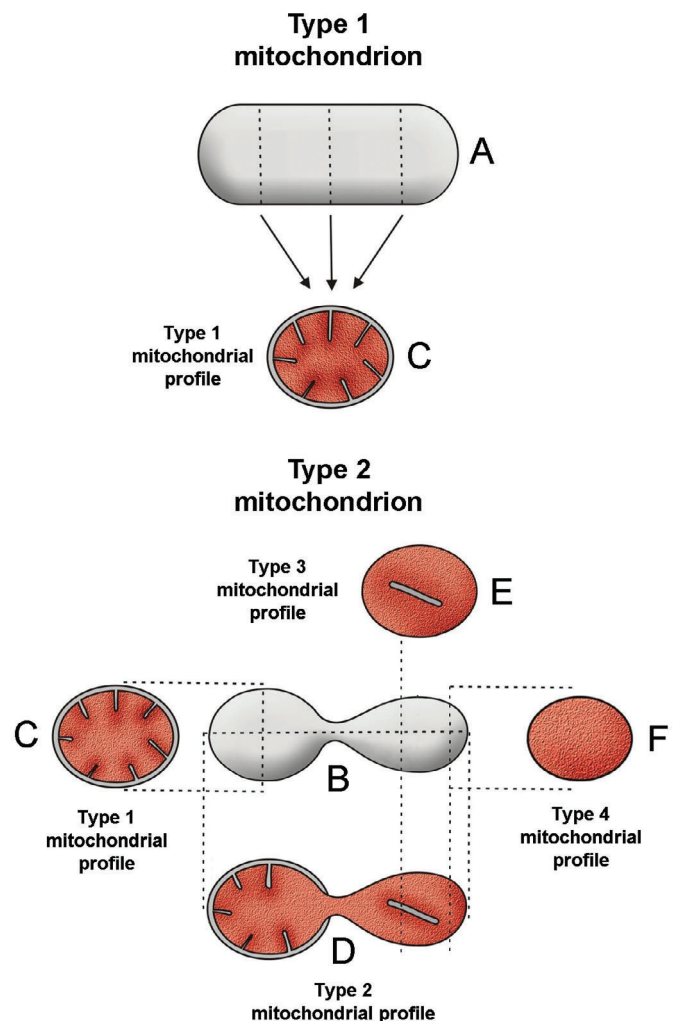 Type 1
mitochondrion
A
Type 1
mitochondrial
profile
C
Type 2
mitochondrion
Type 3
mitochondrial
profile
E
C
B
F
Type 1
mitochondrial
profile
Type 4
mitochondrial
profile
D
Type 2
mitochondrial profile